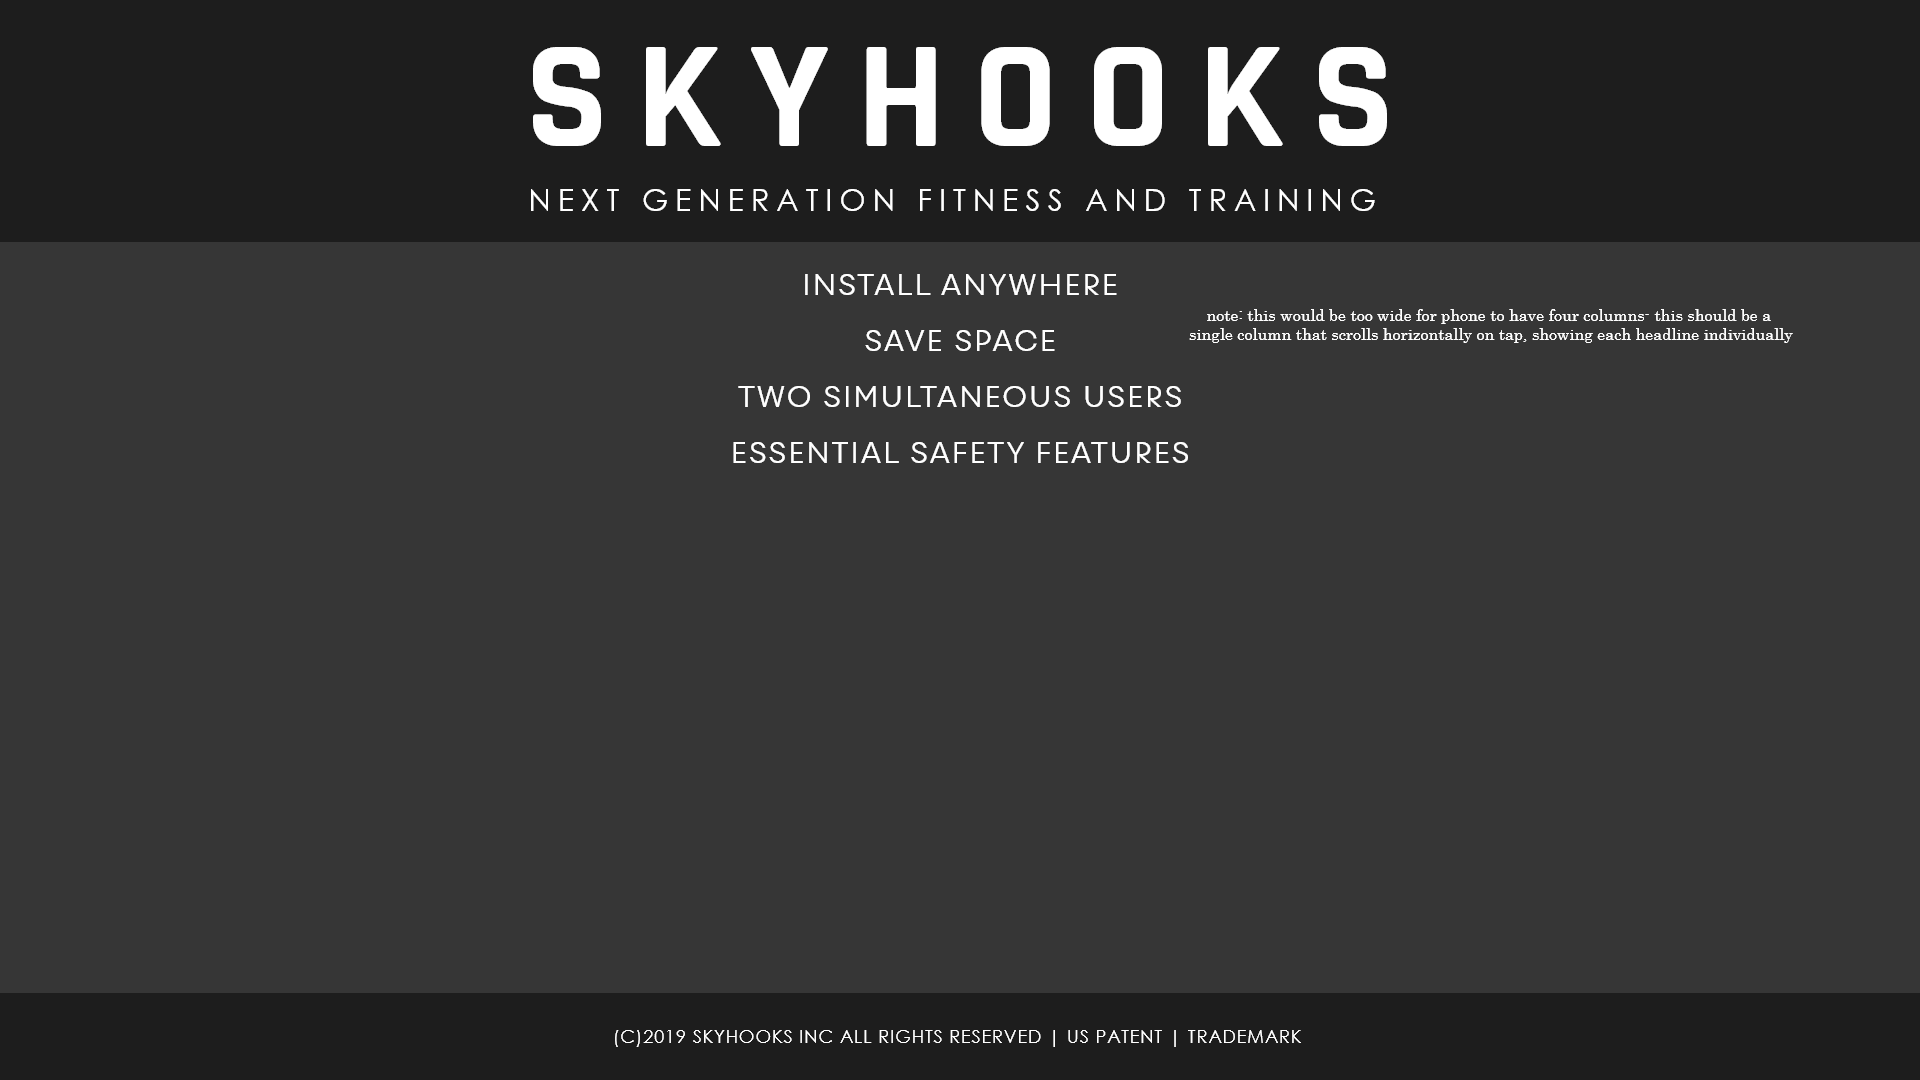 SKYHOOKS
NEXT GENERATION FITNESS AND TRAINING
INSTALL ANYWHERE
note: this would be too wide for phone to have four columns- this should be a
single column that scrolls horizontally on tap, showing each headline individually
SAVE SPACE
TWO SIMULTANEOUS USERS
ESSENTIAL SAFETY FEATURES
(C)2019 SKYHOOKS INC ALL RIGHTS RESERVED | US PATENT | TRADEMARK